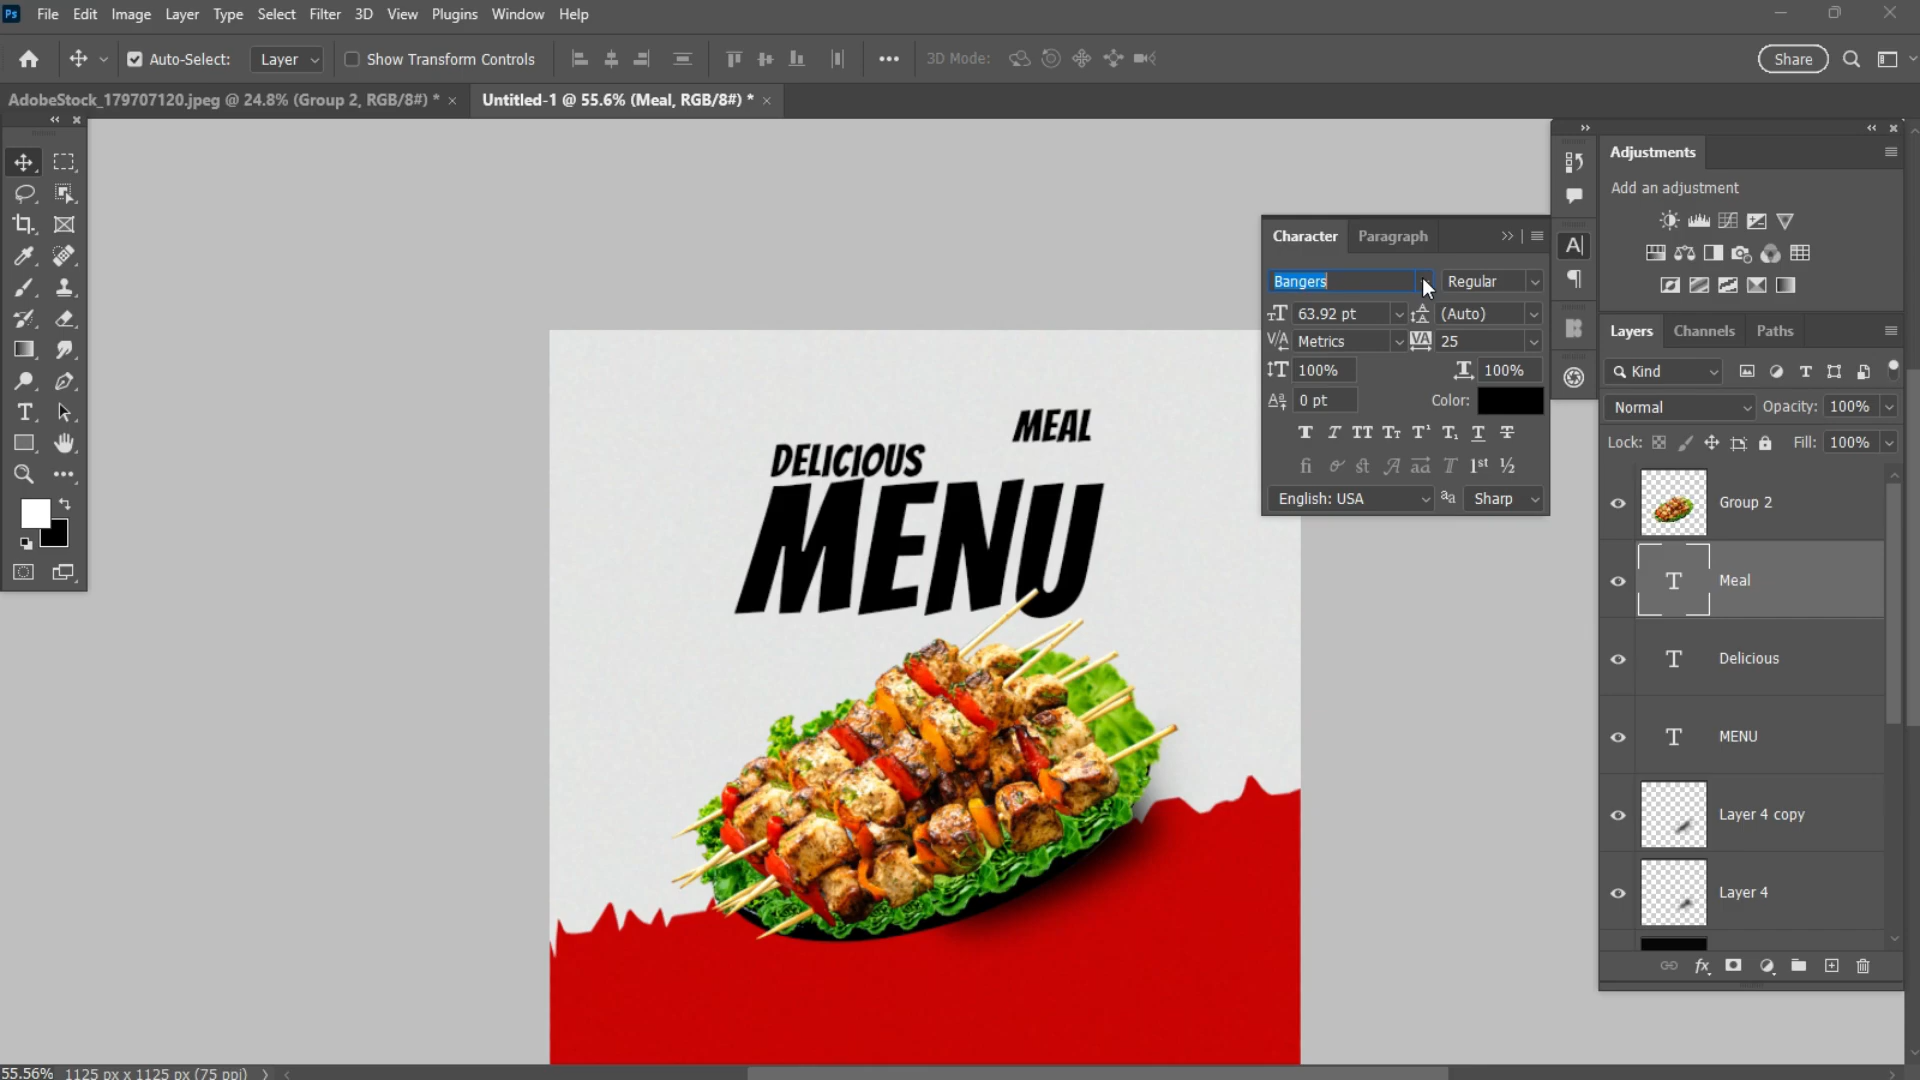 Ps File Edit Image Layer Type Select Filter 3D View Plugins Window Help
Auto-Select: Layer Show Transform Controls 3D Mode: Share
AdobeStock_179707120.jpeg @ 24.8% (Group 2, RGB/8#) * Untitled-1 @ 55.6% (Meal, RGB/8#) *
Adjustments
Add an adjustment
Character Paragraph
Bangers Regular
63.92 pt (Auto)
Metrics 25
100% 100%
0 pt Color:
English: USA Sharp
MEAL
DELICIOUS
MENU
Layers Channels Paths
Kind
Normal Opacity: 100%
Lock: Fill: 100%
Group 2
Meal
Delicious
MENU
Layer 4 copy
Layer 4
55.56% 1125 px x 1125 px (75 ppi)